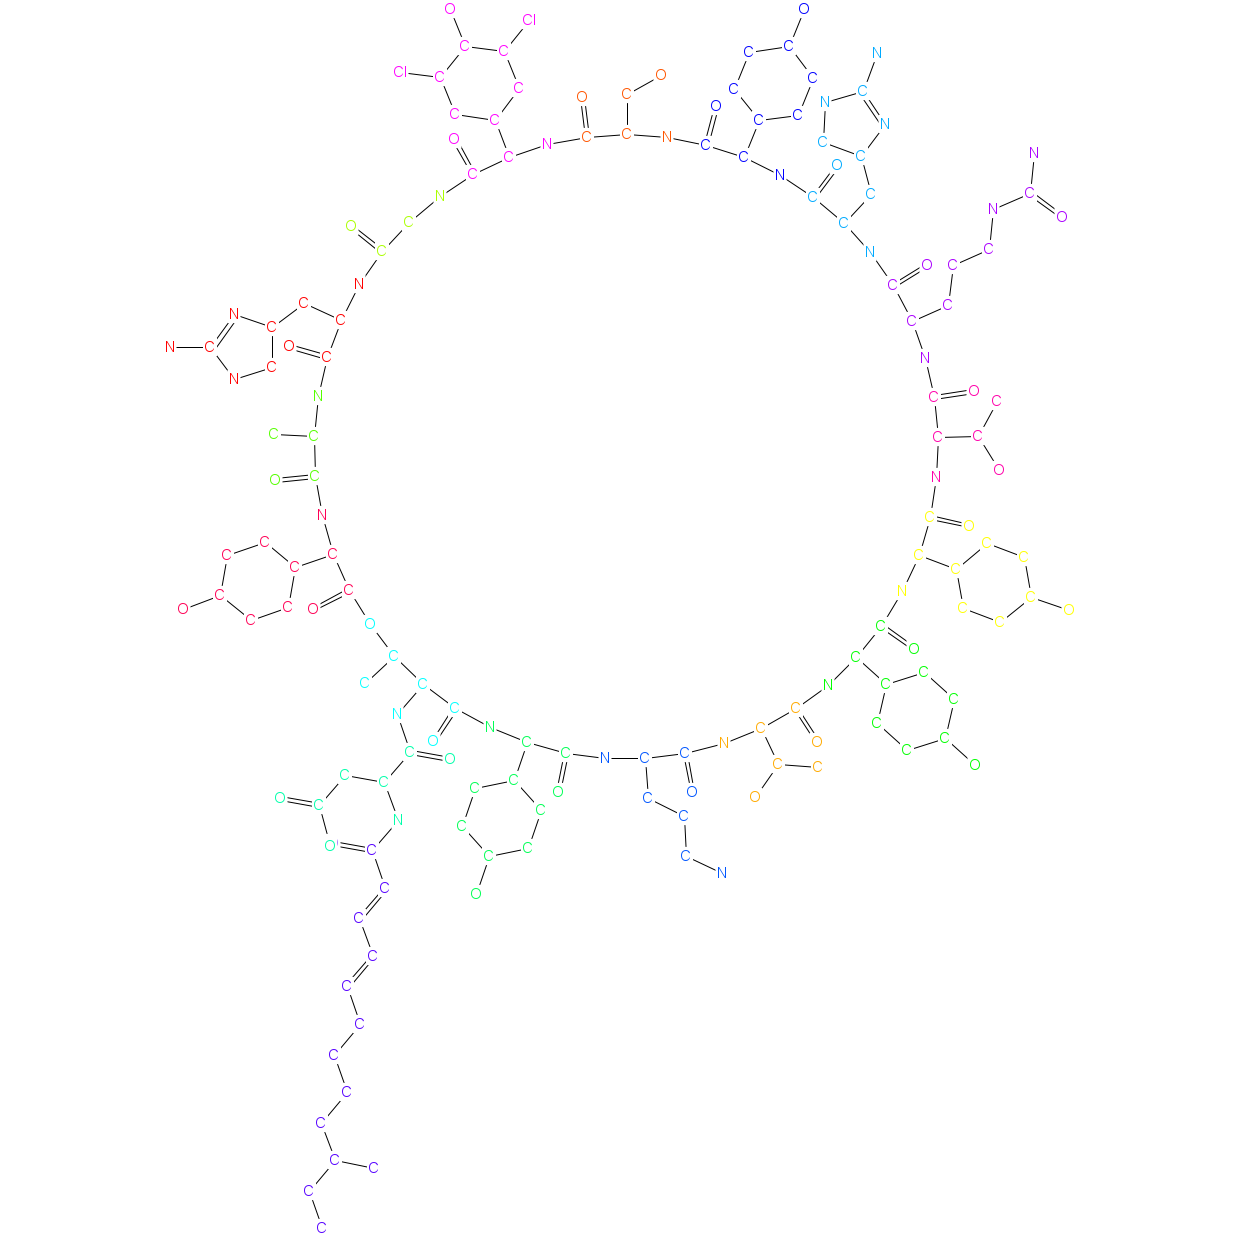 O O
Cl
C C C C N
Cl C O C
C O C C N C
C C O C C N
O N C C N C C
C C C N
C N O
N C C C
C C N O
O
C N C
O C
N C
C C
N C C
C
N C O
C N
C
N
N C O C
C C C C
O C N O
N C O
C C
C C C C
C C
C C N C
O C O C O
C O C C
C C O
C C N C C
C
N C C
N C C
O C N O C
C O C N C C C
C C O
C C C
O C C O C O O
N C C
C
O C C C C
N
C O
C
C
C
C
C
C
C
C C
C
C